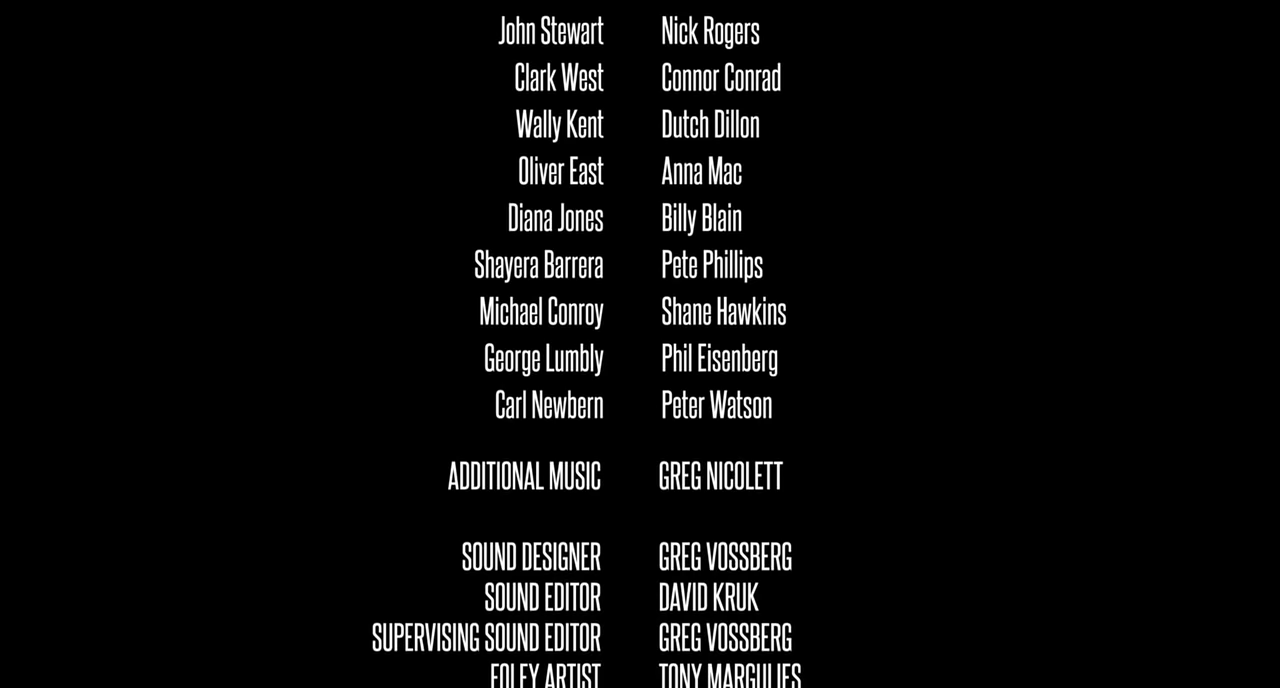 John Stewart Nick Rogers
Clark West Connor Conrad
Wally Kent Dutch Dillon
Oliver East Anna Mac
Diana Jones Billy Blain
Shayera Barrera Pete Phillips
Michael Conroy Shane Hawkins
George Lumbly Phil Eisenberg
Carl Newbern Peter Watson
ADDITIONAL MUSIC GREG NICOLETT
SOUND DESIGNER GREG VOSSBERG
SOUND EDITOR DAVID KRUK
SUPERVISING SOUND EDITOR GREG VOSSBERG
FOLEY ARTIST TONY MARGULIES